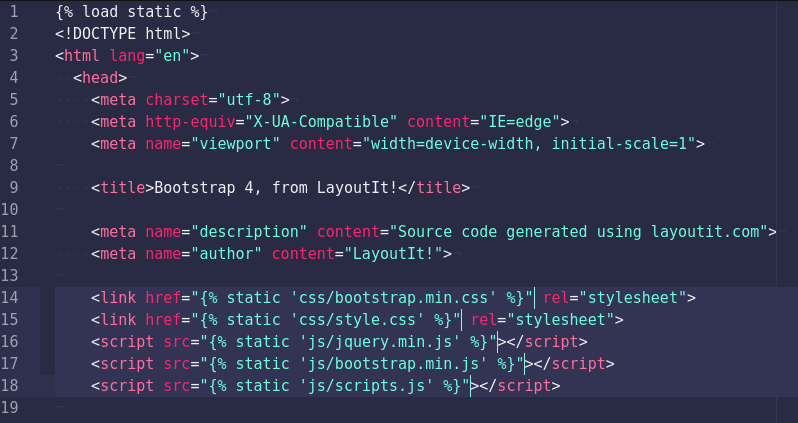 1 {% load static %}
2 <!DOCTYPE html>
3 <html lang="en">
4 <head>
5 <meta charset="utf-8">
6 <meta http-equiv="X-UA-Compatible" content="IE=edge">
7 <meta name="viewport" content="width=device-width, initial-scale=1">
8
9 <title>Bootstrap 4, from LayoutIt!</title>
10
11 <meta name="description" content="Source code generated using layoutit.com">
12 <meta name="author" content="LayoutIt!">
13
14 <link href="{% static 'css/bootstrap.min.css' %}" rel="stylesheet">
15 <link href="{% static 'css/style.css' %}" rel="stylesheet">
16 <script src="{% static 'js/jquery.min.js' %}"></script>
17 <script src="{% static 'js/bootstrap.min.js' %}"></script>
18 <script src="{% static 'js/scripts.js' %}"></script>
19